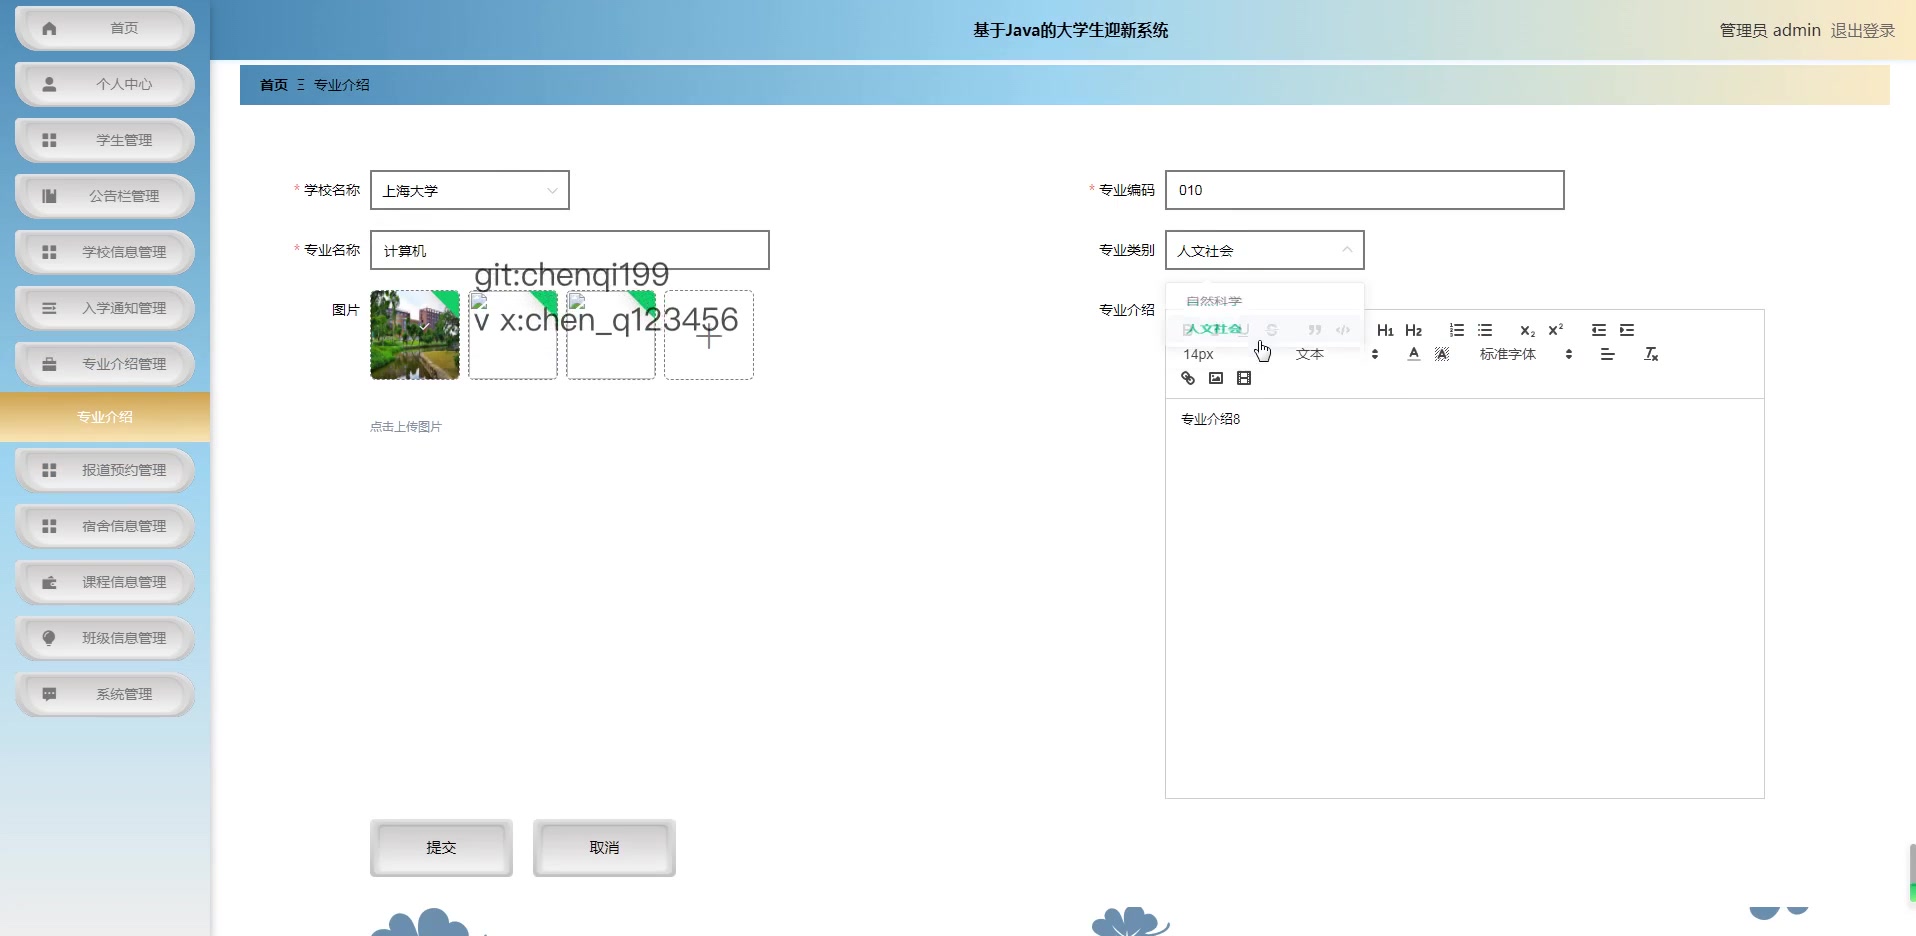 首页
基于Java的大学生迎新系统
管理员 admin 退出登录
个人中心
首页 Ξ 专业介绍
学生管理
公告栏管理
* 学校名称 上海大学
* 专业编码 010
学校信息管理
* 专业名称 计算机
专业类别 人文社会
git:chenqi199
入学通知管理
图片
v x:chen_q123456
专业介绍
自然科学
人文社会
H1 H2
X2 X2
14px 文本 标准字体
专业介绍管理
专业介绍
点击上传图片
专业介绍8
报道预约管理
宿舍信息管理
课程信息管理
班级信息管理
系统管理
提交 取消